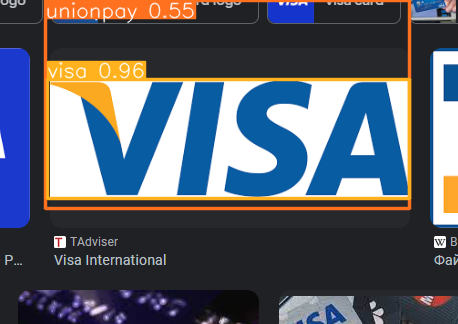 logo
unionpay 0.55
rd logo
VISA
visa card
visa 0.96
VISA
A
T TAdviser
W B
P…
Visa International
Фай
VISA